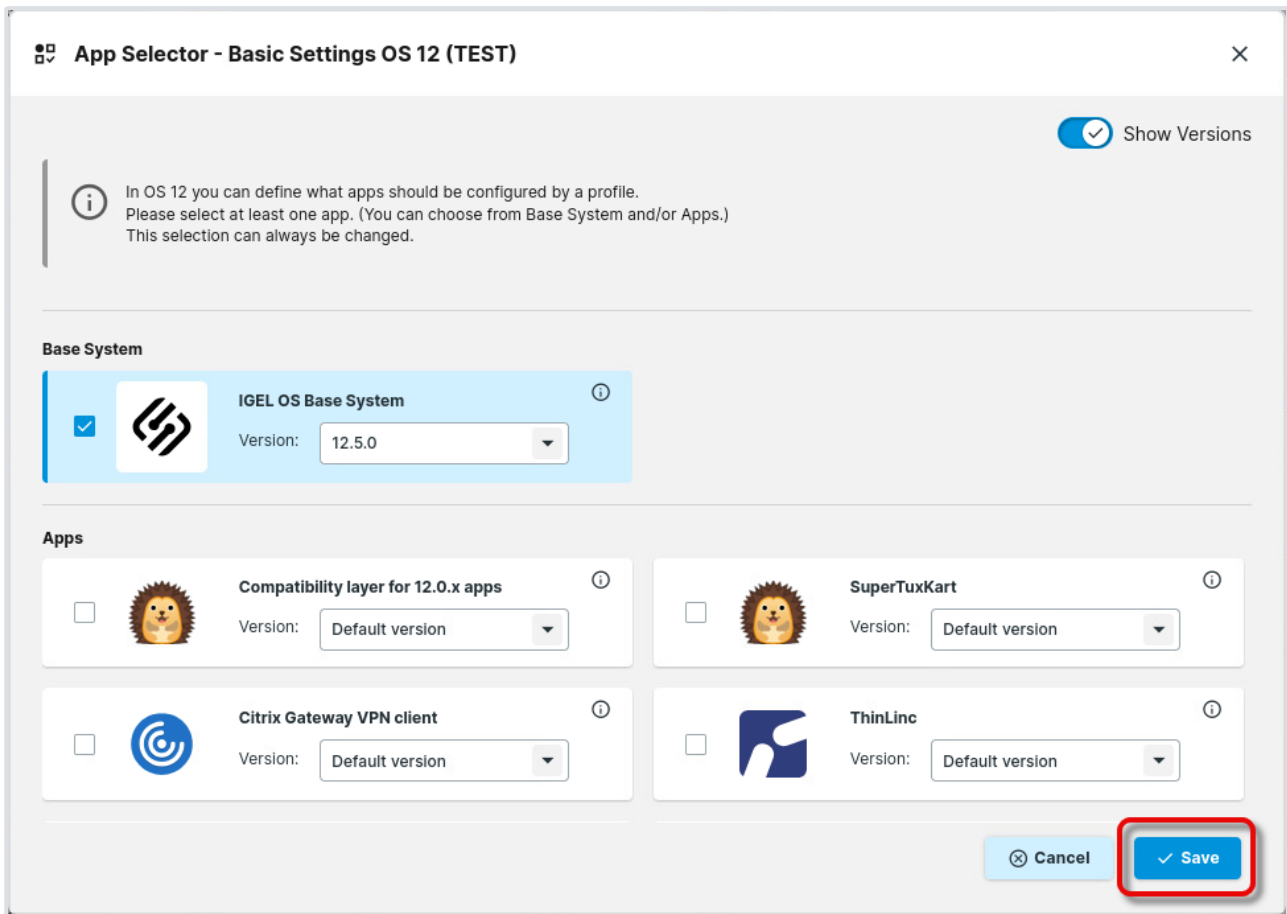 App Selector - Basic Settings OS 12 (TEST)
Show Versions
In OS 12 you can define what apps should be configured by a profile.
Please select at least one app. (You can choose from Base System and/or Apps.)
This selection can always be changed.
Base System
IGEL OS Base System
Version: 12.5.0
Apps
Compatibility layer for 12.0.x apps
Version: Default version
SuperTuxKart
Version: Default version
Citrix Gateway VPN client
Version: Default version
ThinLinc
Version: Default version
Cancel
Save